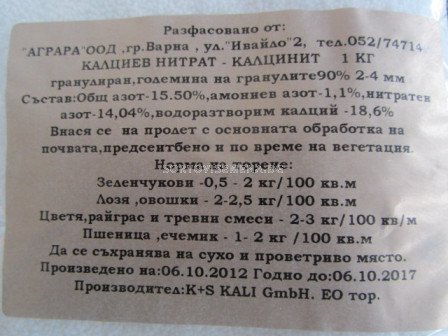 Разфасовано от:
"АГРАРА"ООД ,гр.Варна , ул."Ивайло"2, тел.052/74714
КАЛЦИЕВ НИТРАТ - КАЛЦИНИТ 1 КГ
гранулиран,големина на гранулите90% 2-4 мм
Състав:Общ азот-15.50%,амониев азот-1,1%,нитратев
азот-14,04%,водоразтворим калций -18,6%
Внася се на пролет с основната обработка на
почвата,предсеитбено и по време на вегетация.
Норма на торене:
Зеленчукови -0,5 - 2 кг/100 кв.м
Лозя,овошки - 2-2,5 кг/100 кв.м
Цветя,райграс и тревни смеси - 2-3 кг/100 кв/м
Пшеница ,ечемик - 1- 2 кг/100 кв.м
Да се съхранява на сухо и проветриво място.
Произведено на:06.10.2012 Годно до:06.10.2017
Производител:K+S KALI GmbH. ЕО тор.